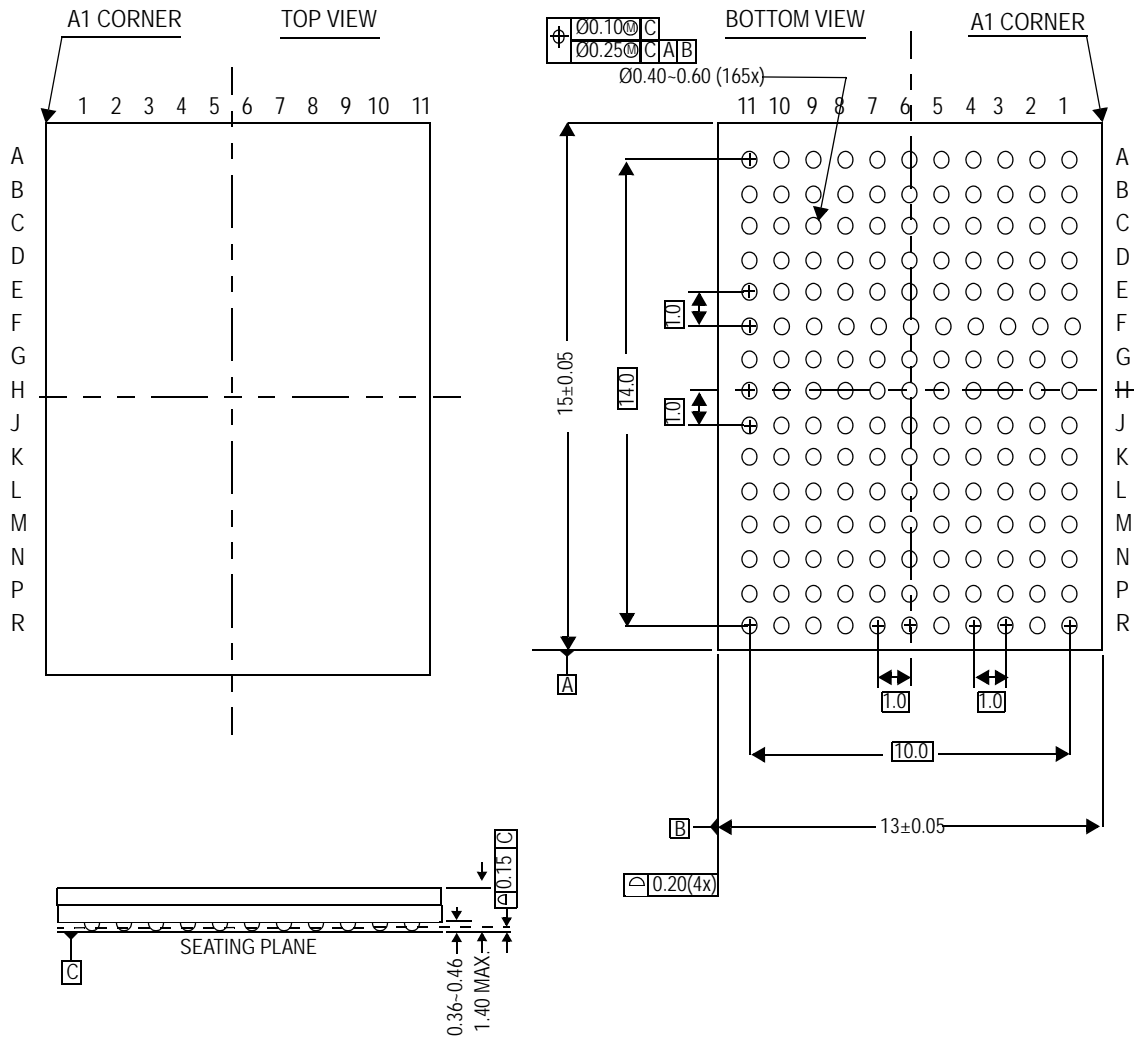 A1 CORNER
TOP VIEW
1 2 3 4 5 6 7 8 9 10 11
A
B
C
D
E
F
G
H
J
K
L
M
N
P
R
Ø0.10Ⓜ C
Ø0.25Ⓜ C A B
BOTTOM VIEW
A1 CORNER
Ø0.40~0.60 (165x)
11 10 9 8 7 6 5 4 3 2 1
A
B
C
D
E
F
G
H
J
K
L
M
N
P
R
1.0
1.0
14.0
15±0.05
A
1.0
1.0
10.0
B
13±0.05
0.20(4x)
0.15 C
SEATING PLANE
C
0.36~0.46
1.40 MAX.